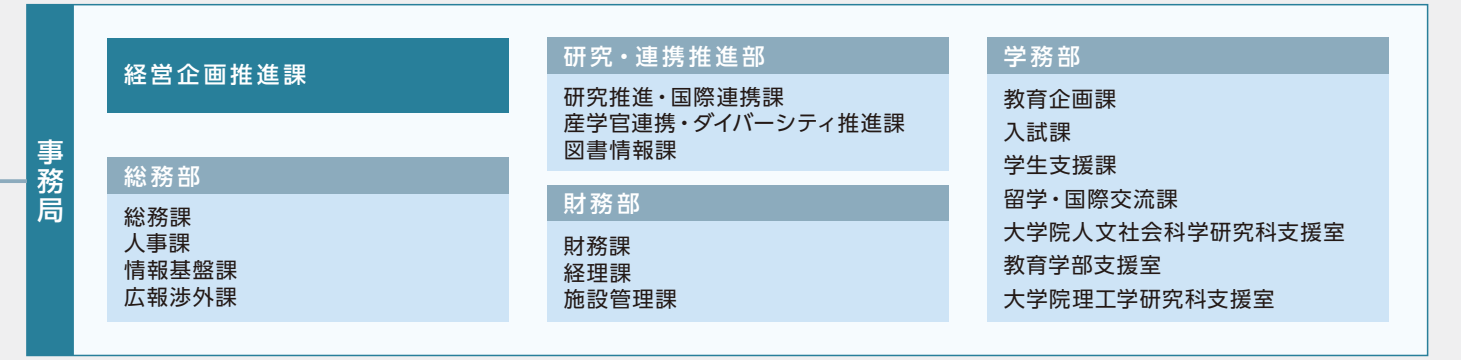 事務局
経営企画推進課
総務部
総務課
人事課
情報基盤課
広報渉外課
研究・連携推進部
研究推進・国際連携課
産学官連携・ダイバーシティ推進課
図書情報課
財務部
財務課
経理課
施設管理課
学務部
教育企画課
入試課
学生支援課
留学・国際交流課
大学院人文社会科学研究科支援室
教育学部支援室
大学院理工学研究科支援室